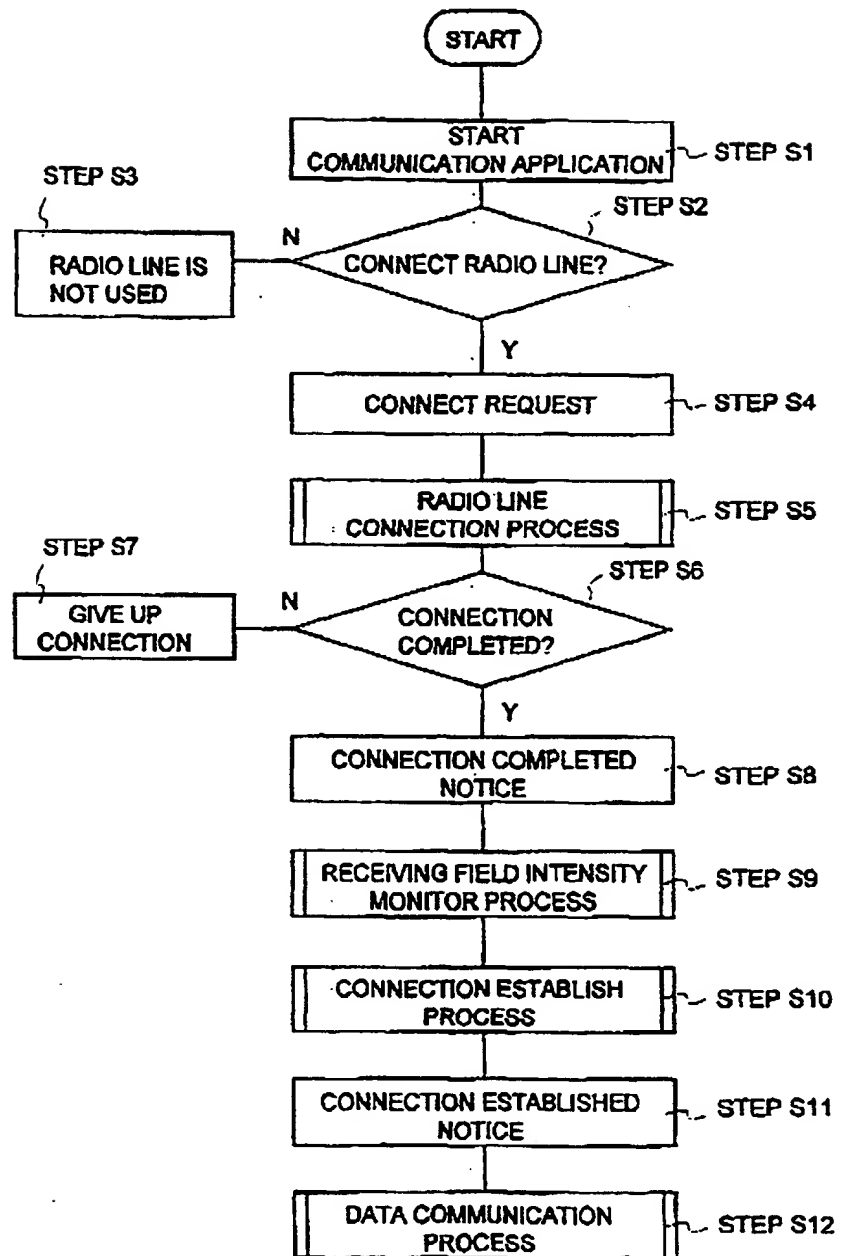 START
START
COMMUNICATION APPLICATION
STEP S1
STEP S3
STEP S2
N
RADIO LINE IS
NOT USED
CONNECT RADIO LINE?
Y
CONNECT REQUEST
STEP S4
RADIO LINE
CONNECTION PROCESS
STEP S5
STEP S7
STEP S6
N
GIVE UP
CONNECTION
CONNECTION
COMPLETED?
Y
CONNECTION COMPLETED
NOTICE
STEP S8
RECEIVING FIELD INTENSITY
MONITOR PROCESS
STEP S9
CONNECTION ESTABLISH
PROCESS
STEP S10
CONNECTION ESTABLISHED
NOTICE
STEP S11
DATA COMMUNICATION
PROCESS
STEP S12